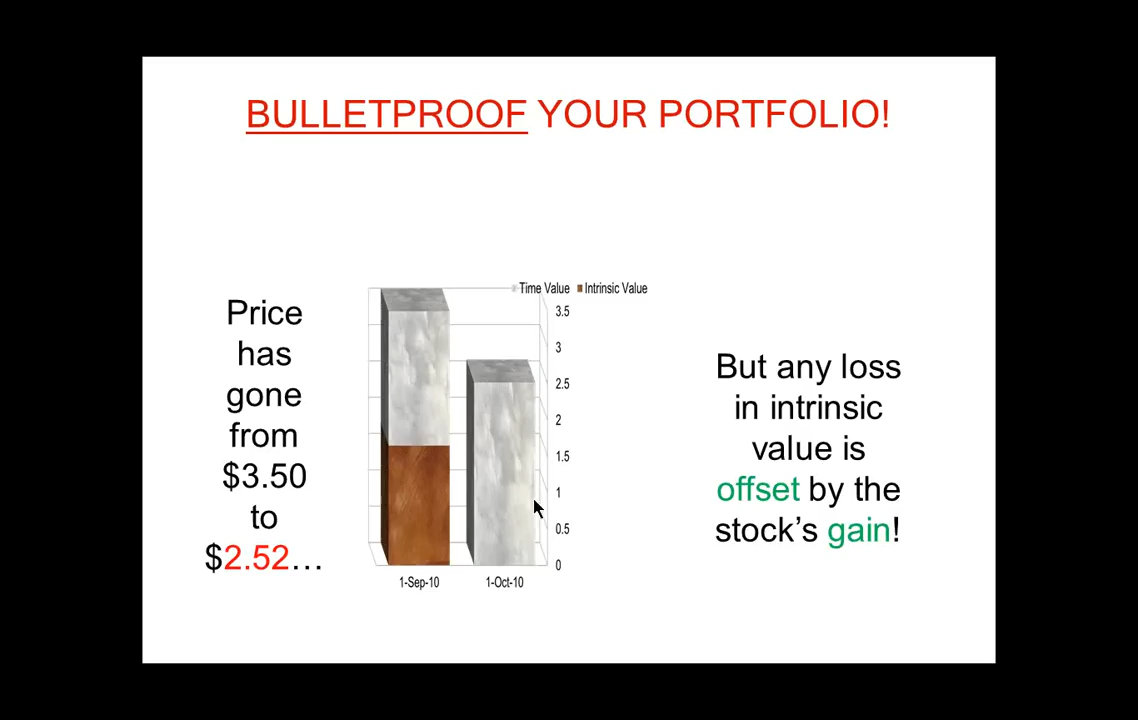 BULLETPROOF YOUR PORTFOLIO!
Price
has
gone
from
$3.50
to
$2.52…
Time Value Intrinsic Value
3.5
3
2.5
2
1.5
1
0.5
0
1-Sep-10 1-Oct-10
But any loss
in intrinsic
value is
offset by the
stock’s gain!